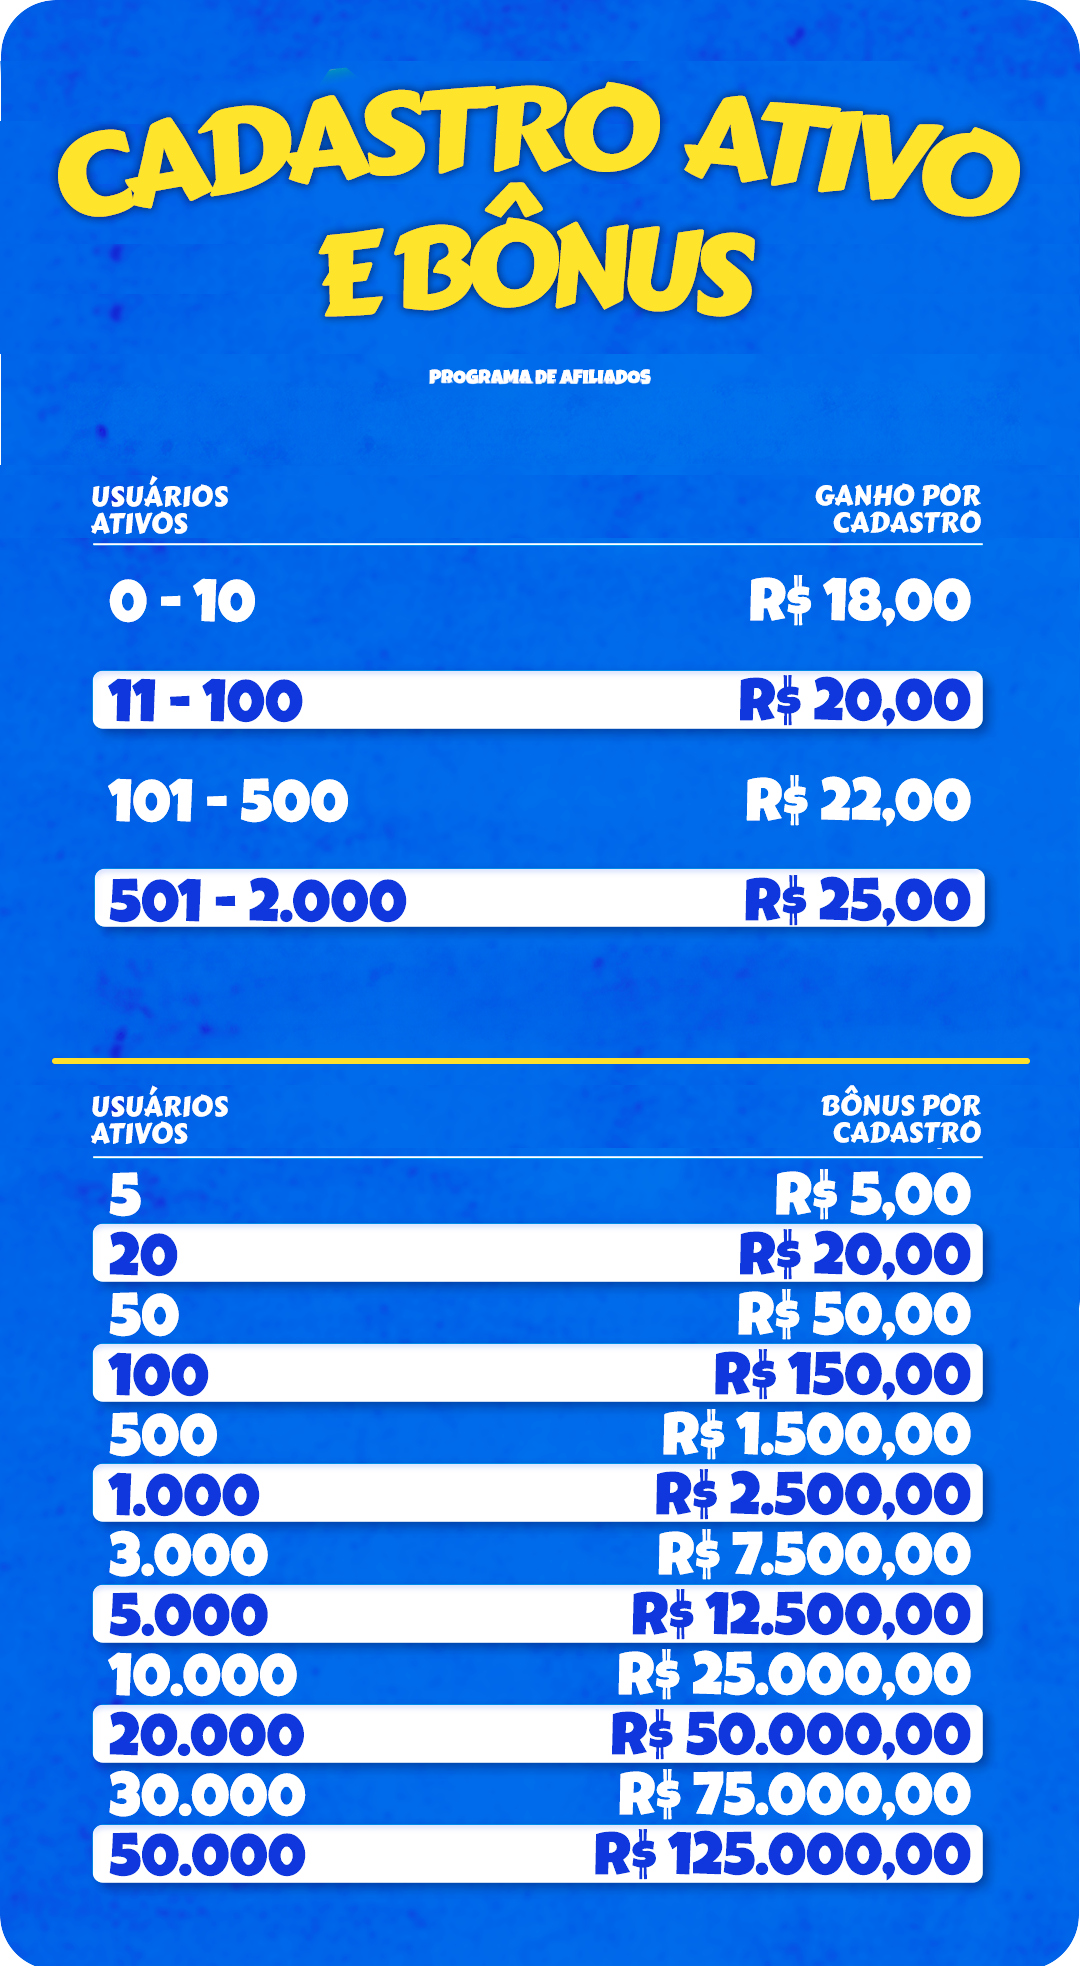 CADASTRO ATIVO
E BÔNUS
PROGRAMA DE AFILIADOS
USUÁRIOS ATIVOS GANHO POR CADASTRO
0 - 10 R$ 18,00
11 - 100 R$ 20,00
101 - 500 R$ 22,00
501 - 2.000 R$ 25,00
USUÁRIOS ATIVOS BÔNUS POR CADASTRO
5 R$ 5,00
20 R$ 20,00
50 R$ 50,00
100 R$ 150,00
500 R$ 1.500,00
1.000 R$ 2.500,00
3.000 R$ 7.500,00
5.000 R$ 12.500,00
10.000 R$ 25.000,00
20.000 R$ 50.000,00
30.000 R$ 75.000,00
50.000 R$ 125.000,00